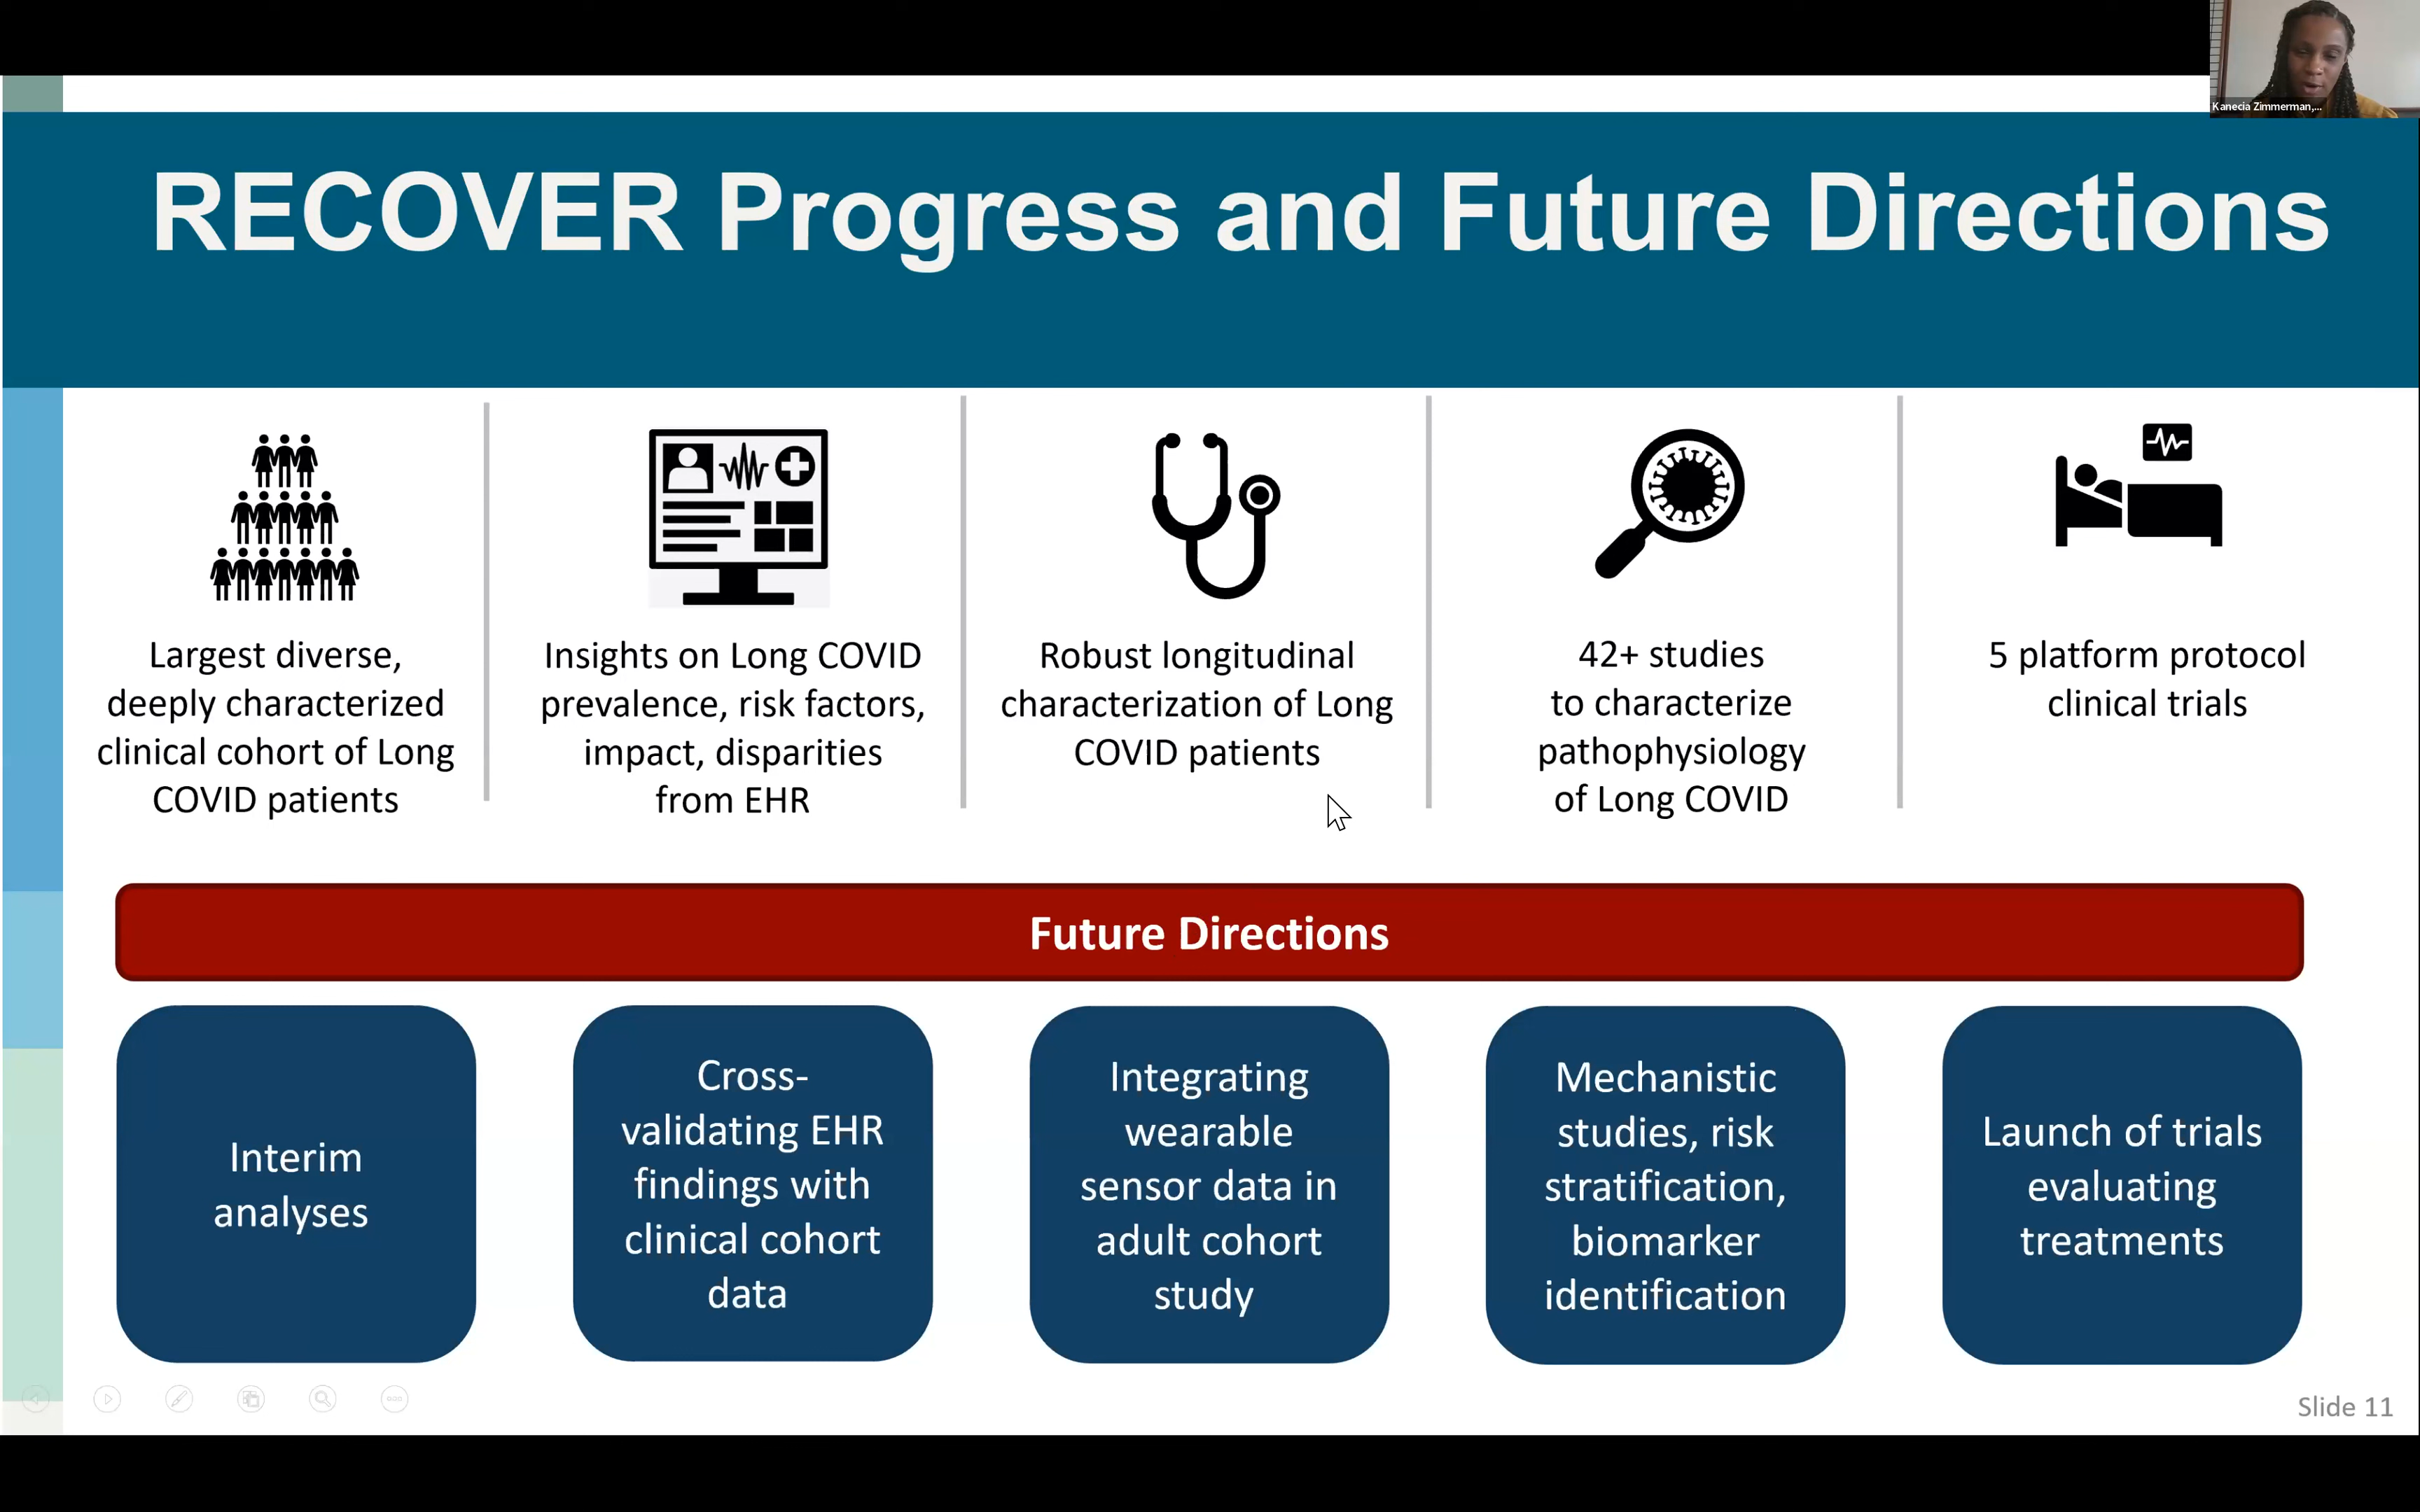 Kanecia Zimmerman,...
RECOVER Progress and Future Directions
Largest diverse,
deeply characterized
clinical cohort of Long
COVID patients
Insights on Long COVID
prevalence, risk factors,
impact, disparities
from EHR
Robust longitudinal
characterization of Long
COVID patients
42+ studies
to characterize
pathophysiology
of Long COVID
5 platform protocol
clinical trials
Future Directions
Interim
analyses
Cross-
validating EHR
findings with
clinical cohort
data
Integrating
wearable
sensor data in
adult cohort
study
Mechanistic
studies, risk
stratification,
biomarker
identification
Launch of trials
evaluating
treatments
Slide 11